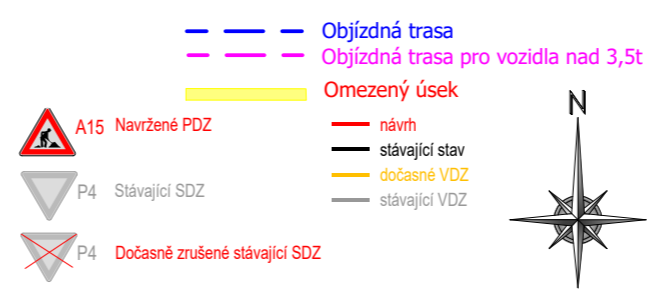 Objízdná trasa
Objízdná trasa pro vozidla nad 3,5t
Omezený úsek
N
A15 Navržené PDZ
návrh
stávající stav
dočasné VDZ
stávající VDZ
P4 Stávající SDZ
P4 Dočasně zrušené stávající SDZ